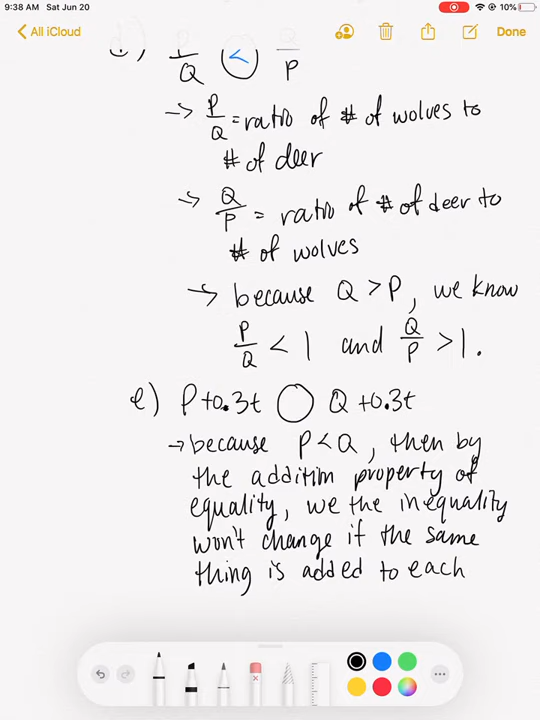 9:38 AM Sat Jun 20
10%
All iCloud
Done
P/Q < Q/P
→ P/Q = ratio of # of wolves to
# of deer
→ Q/P = ratio of # of deer to
# of wolves
→ because Q > P, we know
P/Q < 1 and Q/P > 1.
e) P+0.3t ◯ Q+0.3t
→ because P < Q, then by
the addition property of
equality, we the inequality
won't change if the same
thing is added to each